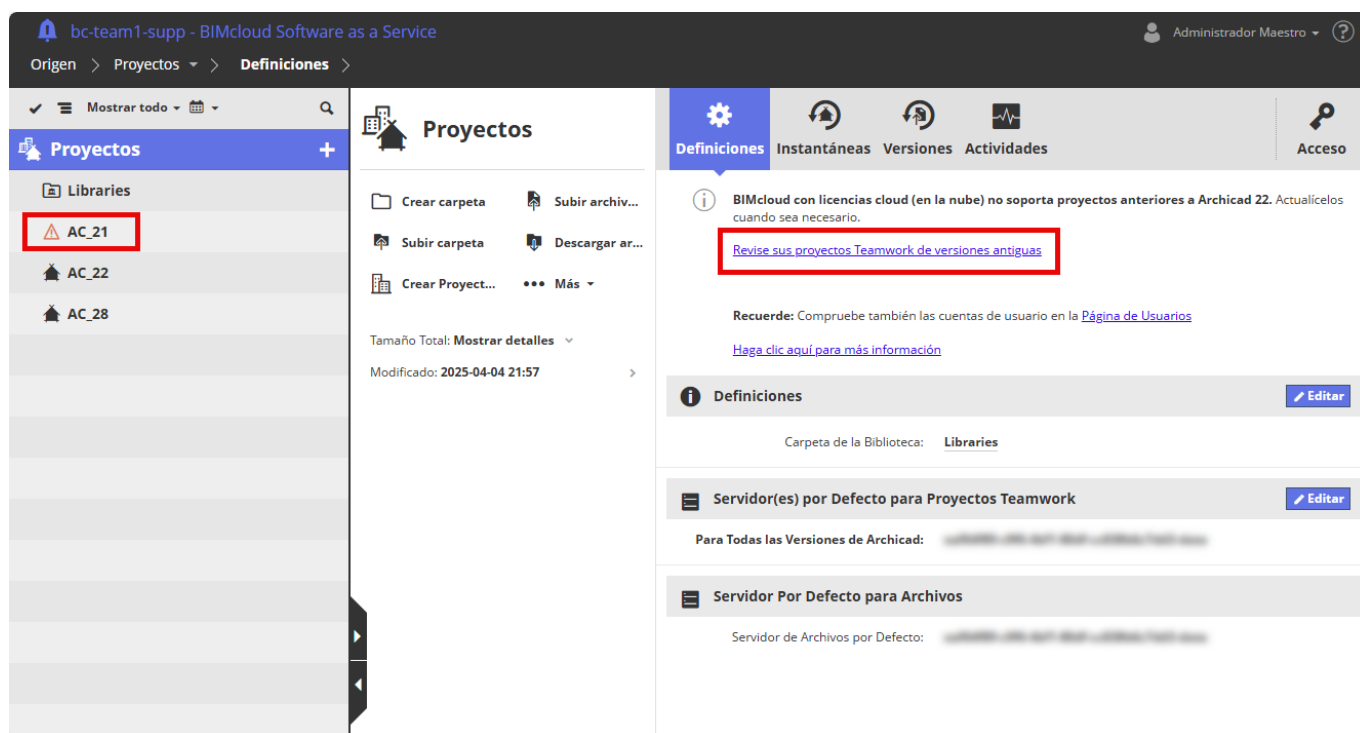 bc-team1-supp - BIMcloud Software as a Service
Administrador Maestro
?
Origen > Proyectos > Definiciones >
Mostrar todo
Proyectos +
Libraries
AC_21
AC_22
AC_28
Proyectos
Crear carpeta
Subir archiv...
Subir carpeta
Descargar ar...
Crear Proyect...
••• Más
Tamaño Total: Mostrar detalles
Modificado: 2025-04-04 21:57 >
Definiciones
Instantáneas
Versiones
Actividades
Acceso
BIMcloud con licencias cloud (en la nube) no soporta proyectos anteriores a Archicad 22. Actualícelos
cuando sea necesario.
Revise sus proyectos Teamwork de versiones antiguas
Recuerde: Compruebe también las cuentas de usuario en la Página de Usuarios
Haga clic aquí para más información
Definiciones
Editar
Carpeta de la Biblioteca: Libraries
Servidor(es) por Defecto para Proyectos Teamwork
Editar
Para Todas las Versiones de Archicad:
Servidor Por Defecto para Archivos
Servidor de Archivos por Defecto: